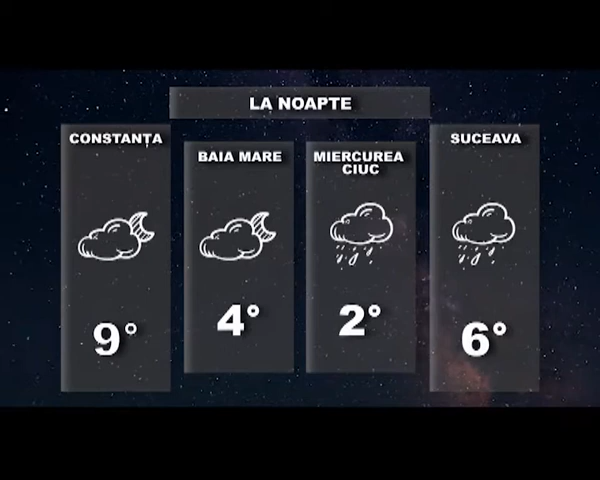 LA NOAPTE
CONSTANȚA
9°
BAIA MARE
4°
MIERCUREA
CIUC
2°
SUCEAVA
6°